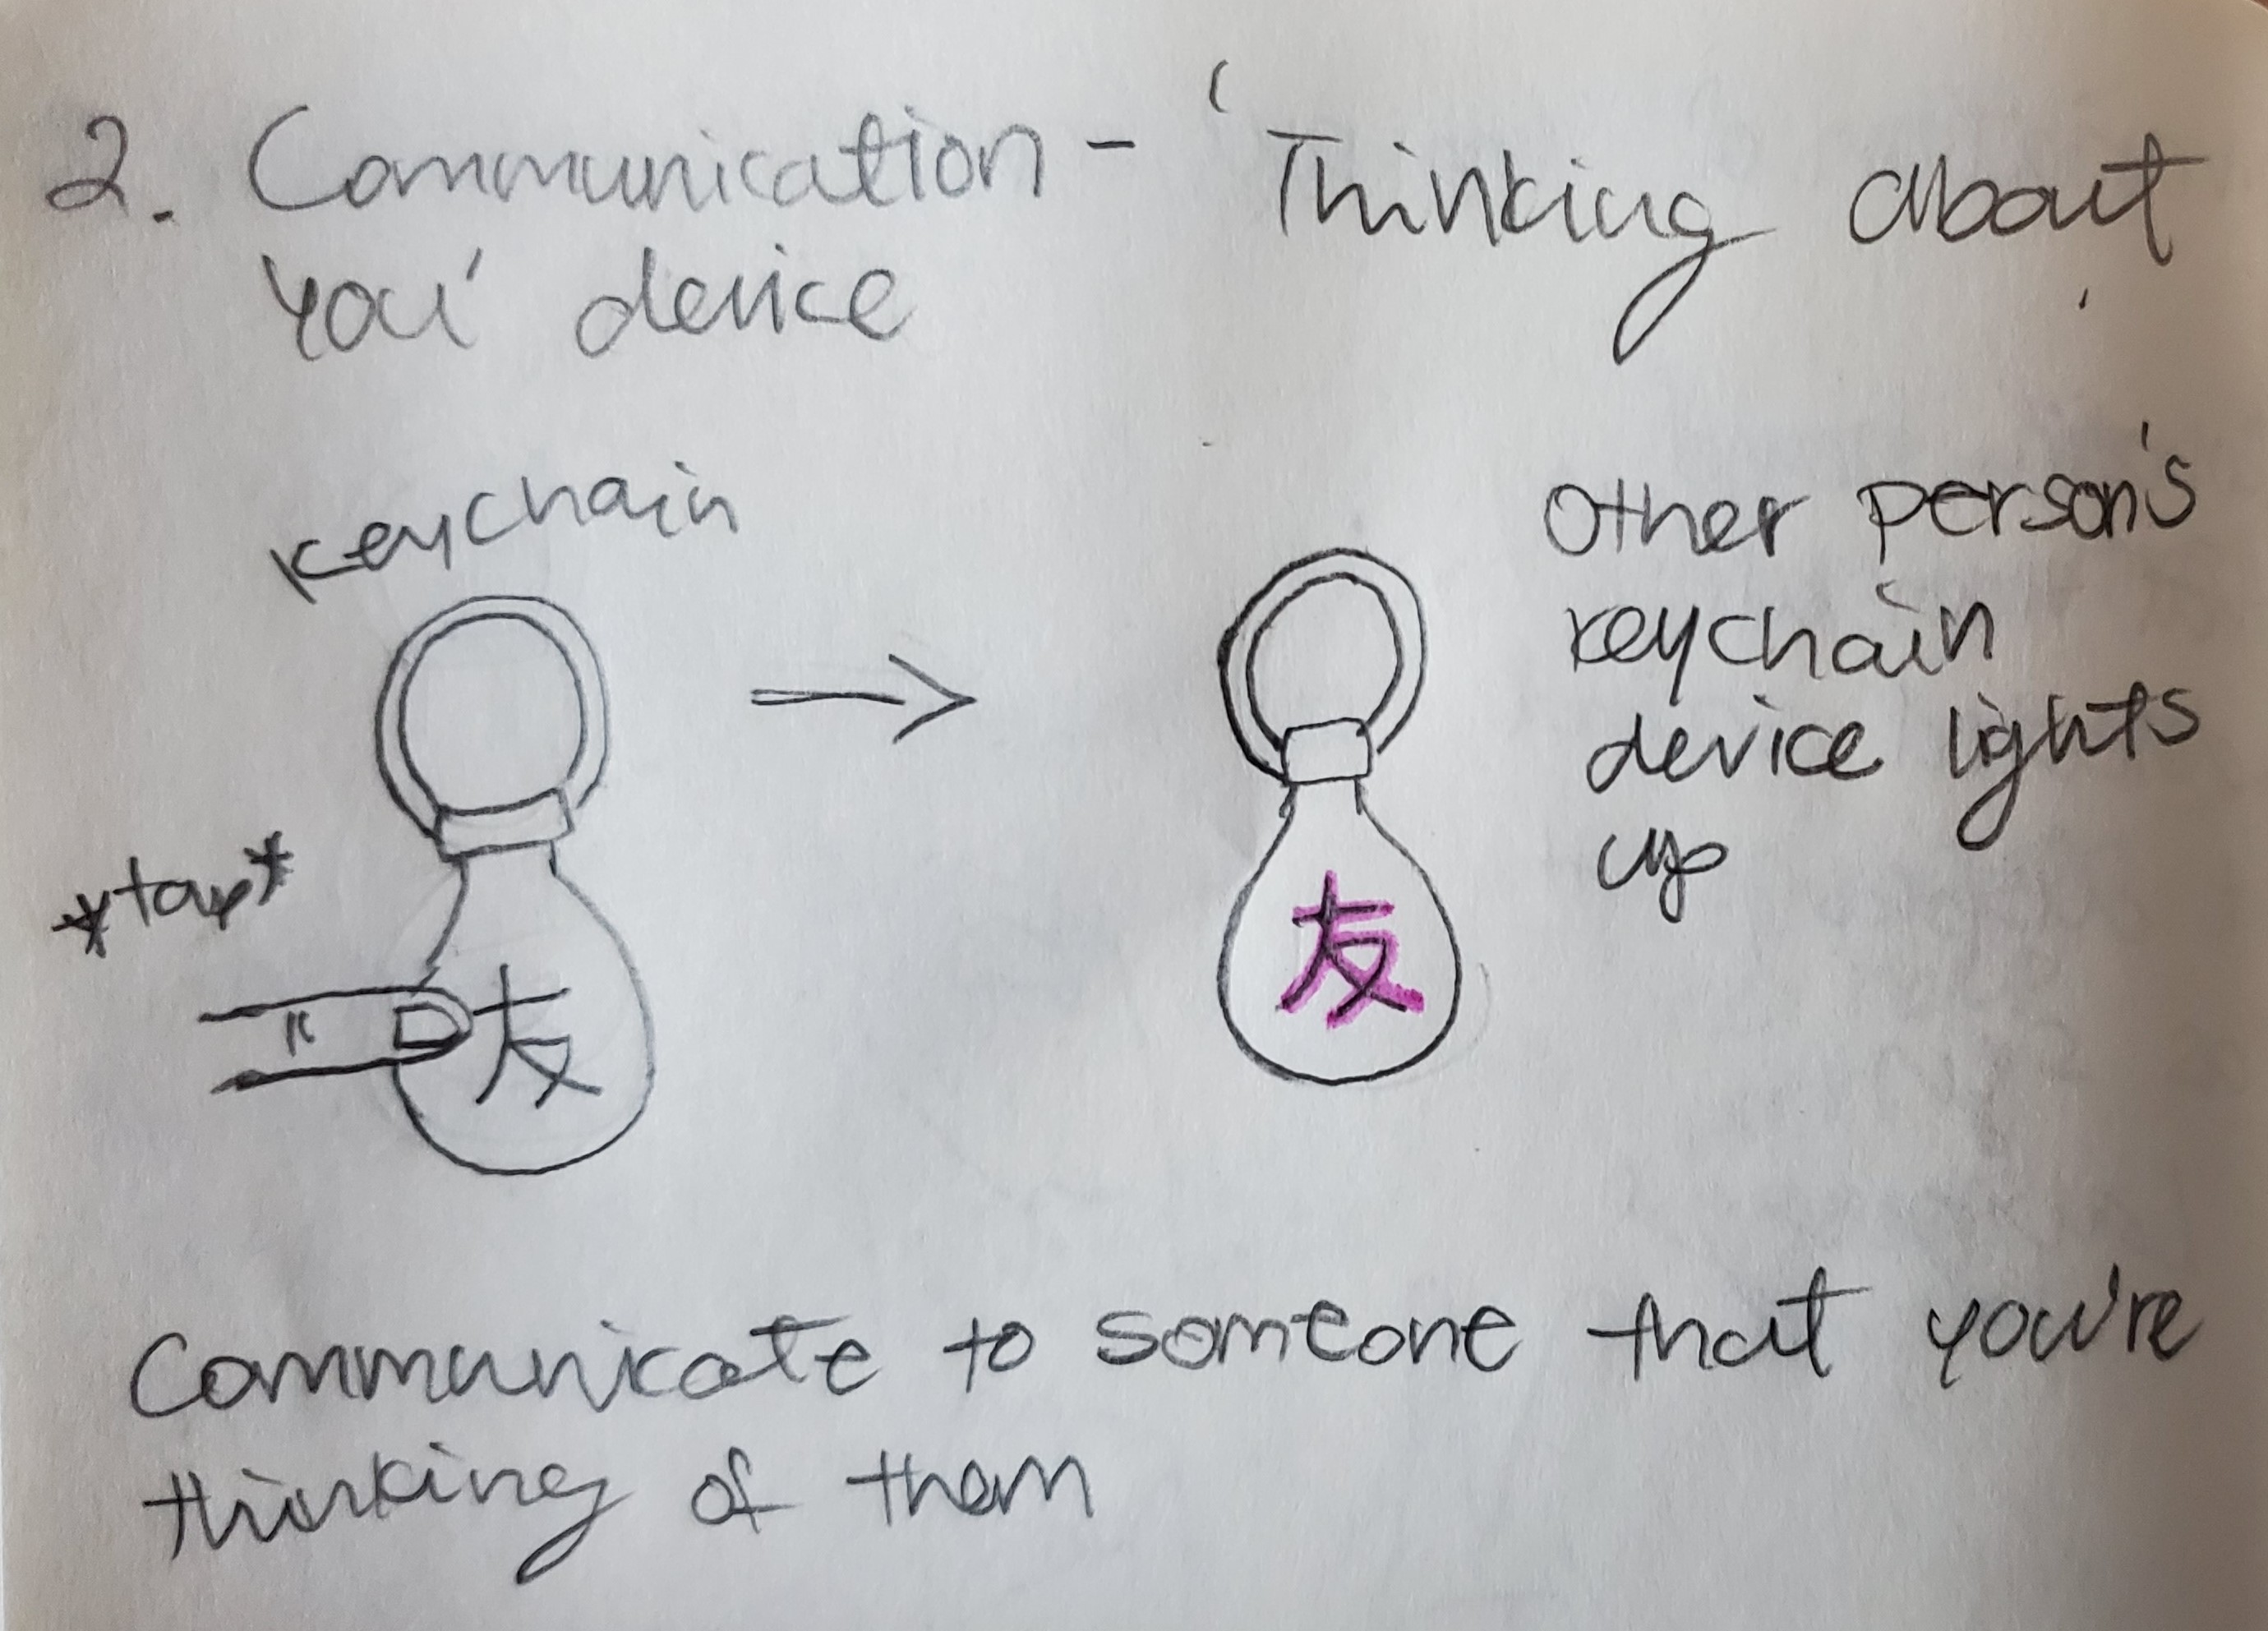 2. Communication - 'Thinking about
you' device
keychain
*tap*
友
友
Other person's
keychain
device lights
up
Communicate to someone that you're
thinking of them